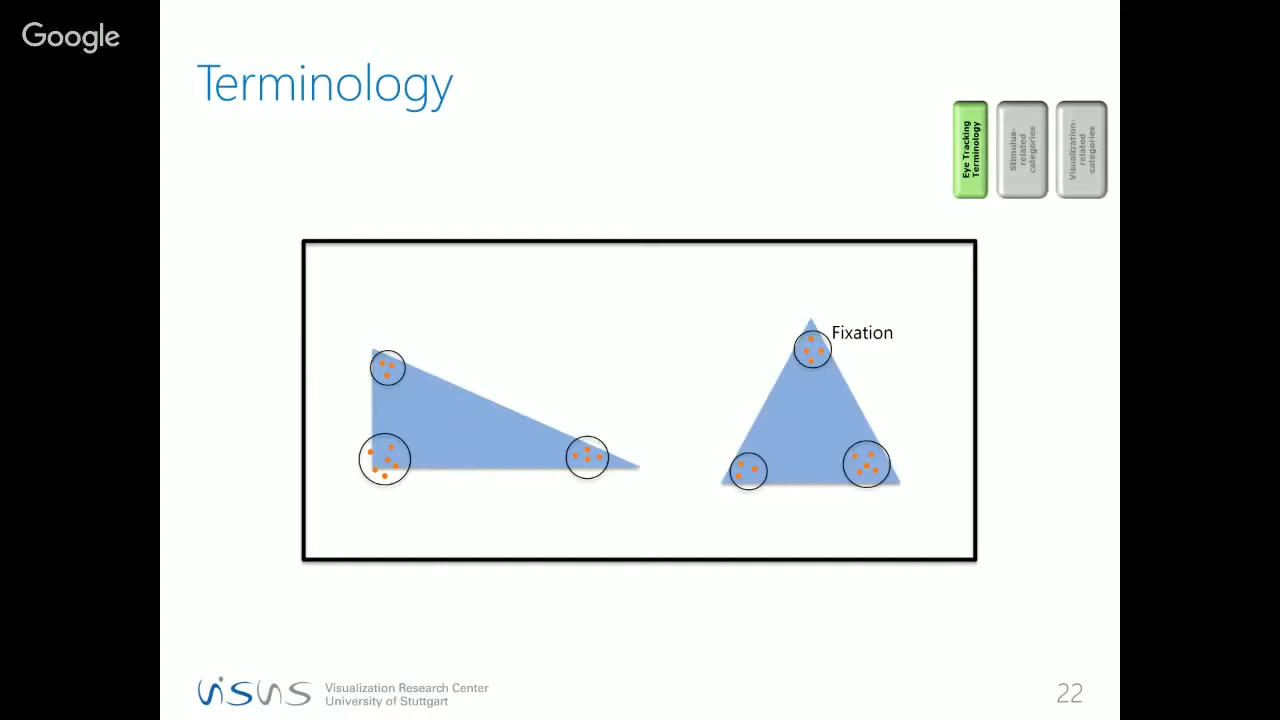 Google
Terminology
Eye Tracking
Terminology
Stimulus-
related
categories
Visualization-
related
categories
Fixation
VISUS
Visualization Research Center
University of Stuttgart
22